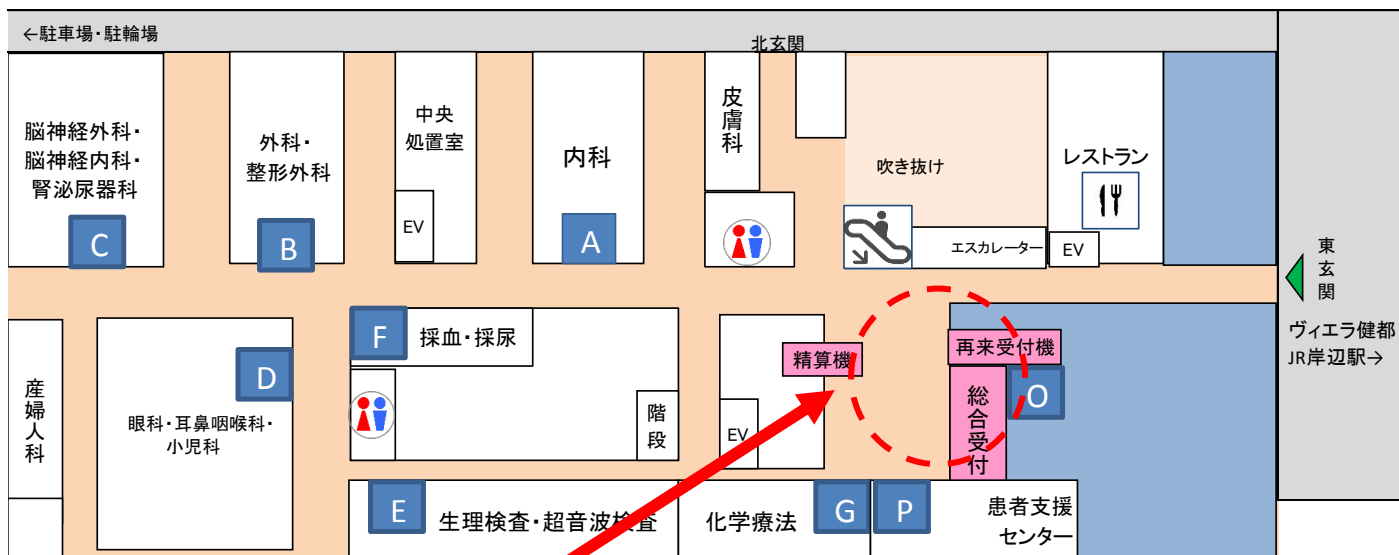 ←駐車場・駐輪場
北玄関
脳神経外科・
脳神経内科・
腎泌尿器科
C
外科・
整形外科
B
中央
処置室
EV
内科
A
皮膚科
吹き抜け
エスカレーター
レストラン
EV
東玄関
ヴィエラ健都
JR岸辺駅→
産婦人科
D
眼科・耳鼻咽喉科・
小児科
F
採血・採尿
階段
精算機
EV
再来受付機
総合受付
O
E
生理検査・超音波検査
化学療法
G
P
患者支援
センター